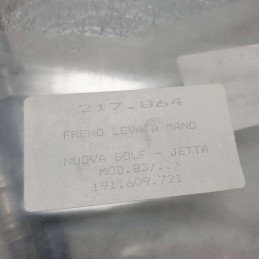 217.864
FRENO LEVA A MANO
NUOVA GOLF - JETTA
MOD.83/..>
191.609.721